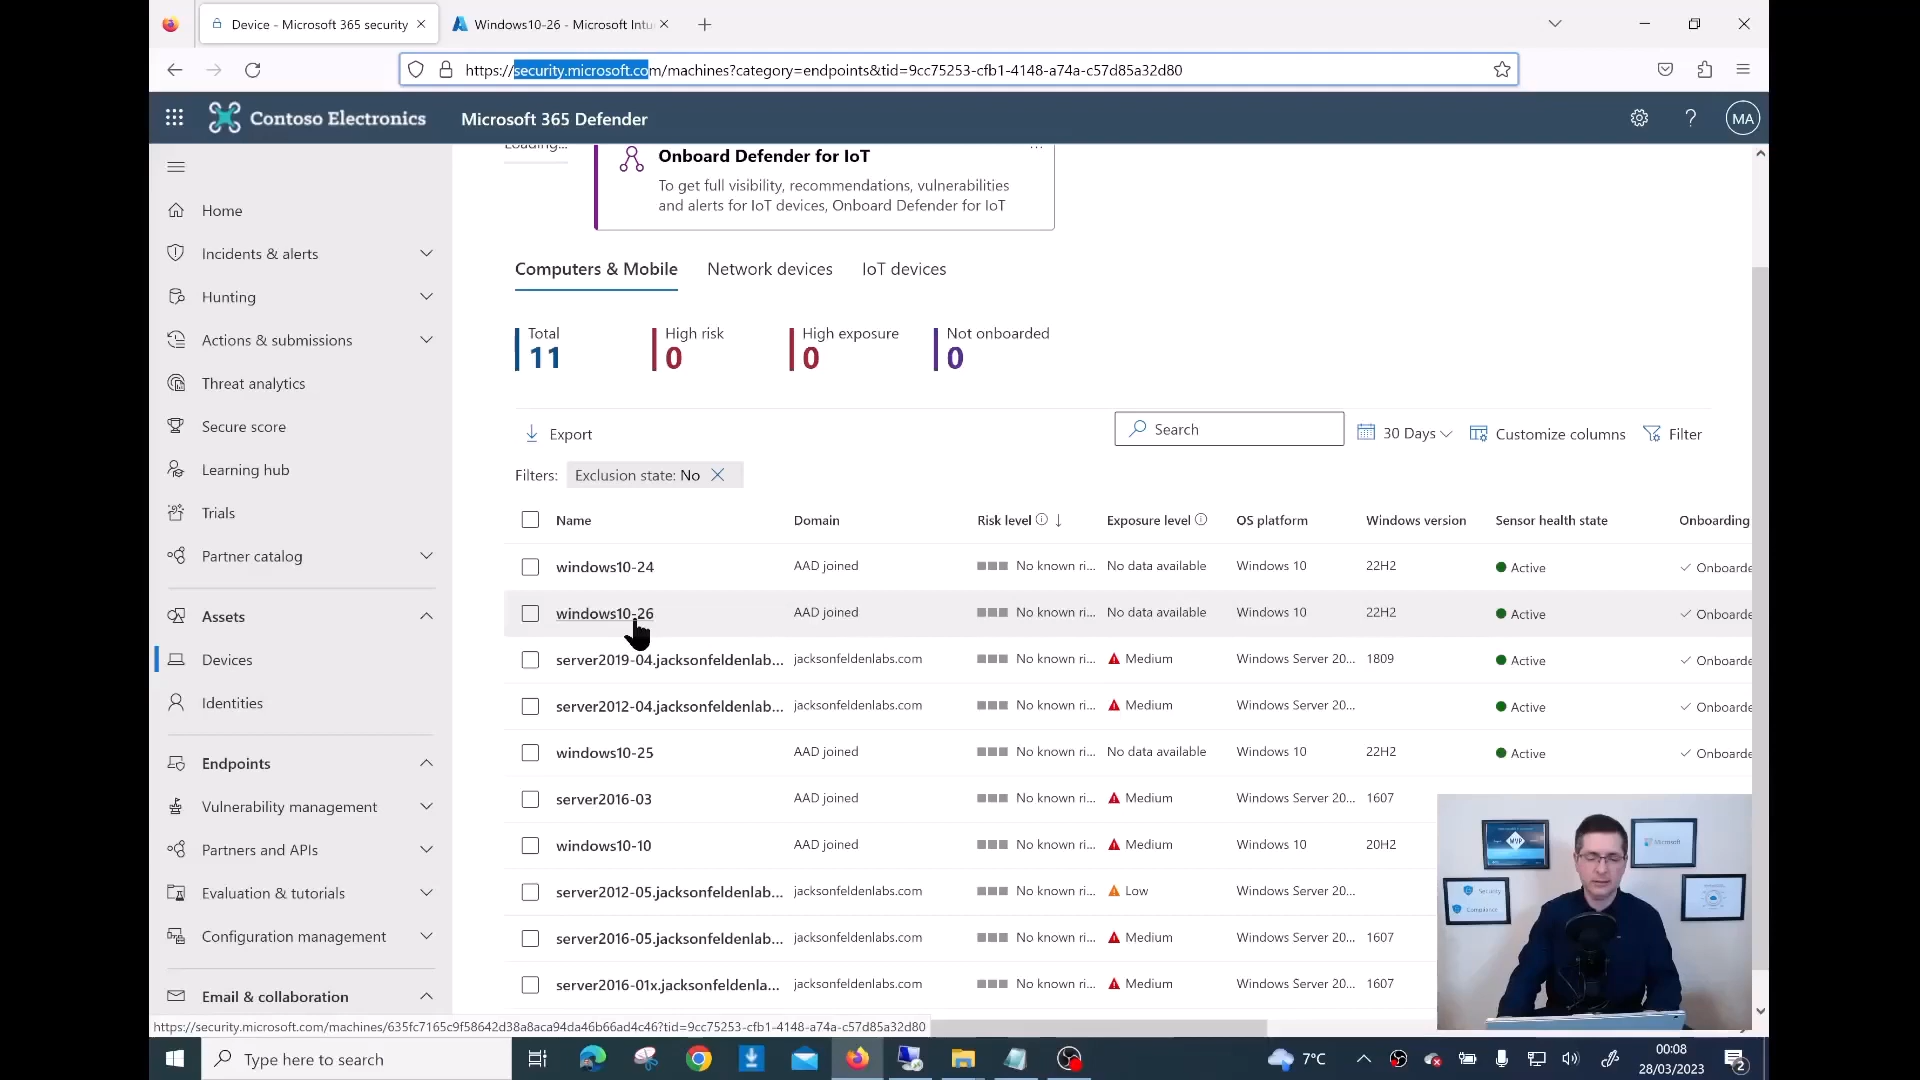 Device - Microsoft 365 security
Windows10-26 - Microsoft Intu
https://security.microsoft.com/machines?category=endpoints&tid=9cc75253-cfb1-4148-a74a-c57d85a32d80
Contoso Electronics
Microsoft 365 Defender
?
MA
Loading...
Onboard Defender for IoT
...
To get full visibility, recommendations, vulnerabilities
and alerts for IoT devices, Onboard Defender for IoT
Home
Incidents & alerts
Hunting
Actions & submissions
Threat analytics
Secure score
Learning hub
Trials
Partner catalog
Assets
Devices
Identities
Endpoints
Vulnerability management
Partners and APIs
Evaluation & tutorials
Configuration management
Email & collaboration
Computers & Mobile
Network devices
IoT devices
Total
11
High risk
0
High exposure
0
Not onboarded
0
Export
Search
30 Days
Customize columns
Filter
Filters:
Exclusion state: No
Name Domain Risk level Exposure level OS platform Windows version Sensor health state Onboarding
windows10-24 AAD joined No known ri... No data available Windows 10 22H2 Active Onboarde
windows10-26 AAD joined No known ri... No data available Windows 10 22H2 Active Onboarde
server2019-04.jacksonfeldenlab... jacksonfeldenlabs.com No known ri... Medium Windows Server 20... 1809 Active Onboarde
server2012-04.jacksonfeldenlab... jacksonfeldenlabs.com No known ri... Medium Windows Server 20... Active Onboarde
windows10-25 AAD joined No known ri... No data available Windows 10 22H2 Active Onboarde
server2016-03 AAD joined No known ri... Medium Windows Server 20... 1607
windows10-10 AAD joined No known ri... Medium Windows 10 20H2
server2012-05.jacksonfeldenlab... jacksonfeldenlabs.com No known ri... Low Windows Server 20...
server2016-05.jacksonfeldenlab... jacksonfeldenlabs.com No known ri... Medium Windows Server 20... 1607
server2016-01x.jacksonfeldenla... jacksonfeldenlabs.com No known ri... Medium Windows Server 20... 1607
MVP
Microsoft
Security
Compliance
https://security.microsoft.com/machines/635fc7165c9f58642d38a8aca94da46b66ad4c46?tid=9cc75253-cfb1-4148-a74a-c57d85a32d80
Type here to search
7°C
00:08
28/03/2023
2